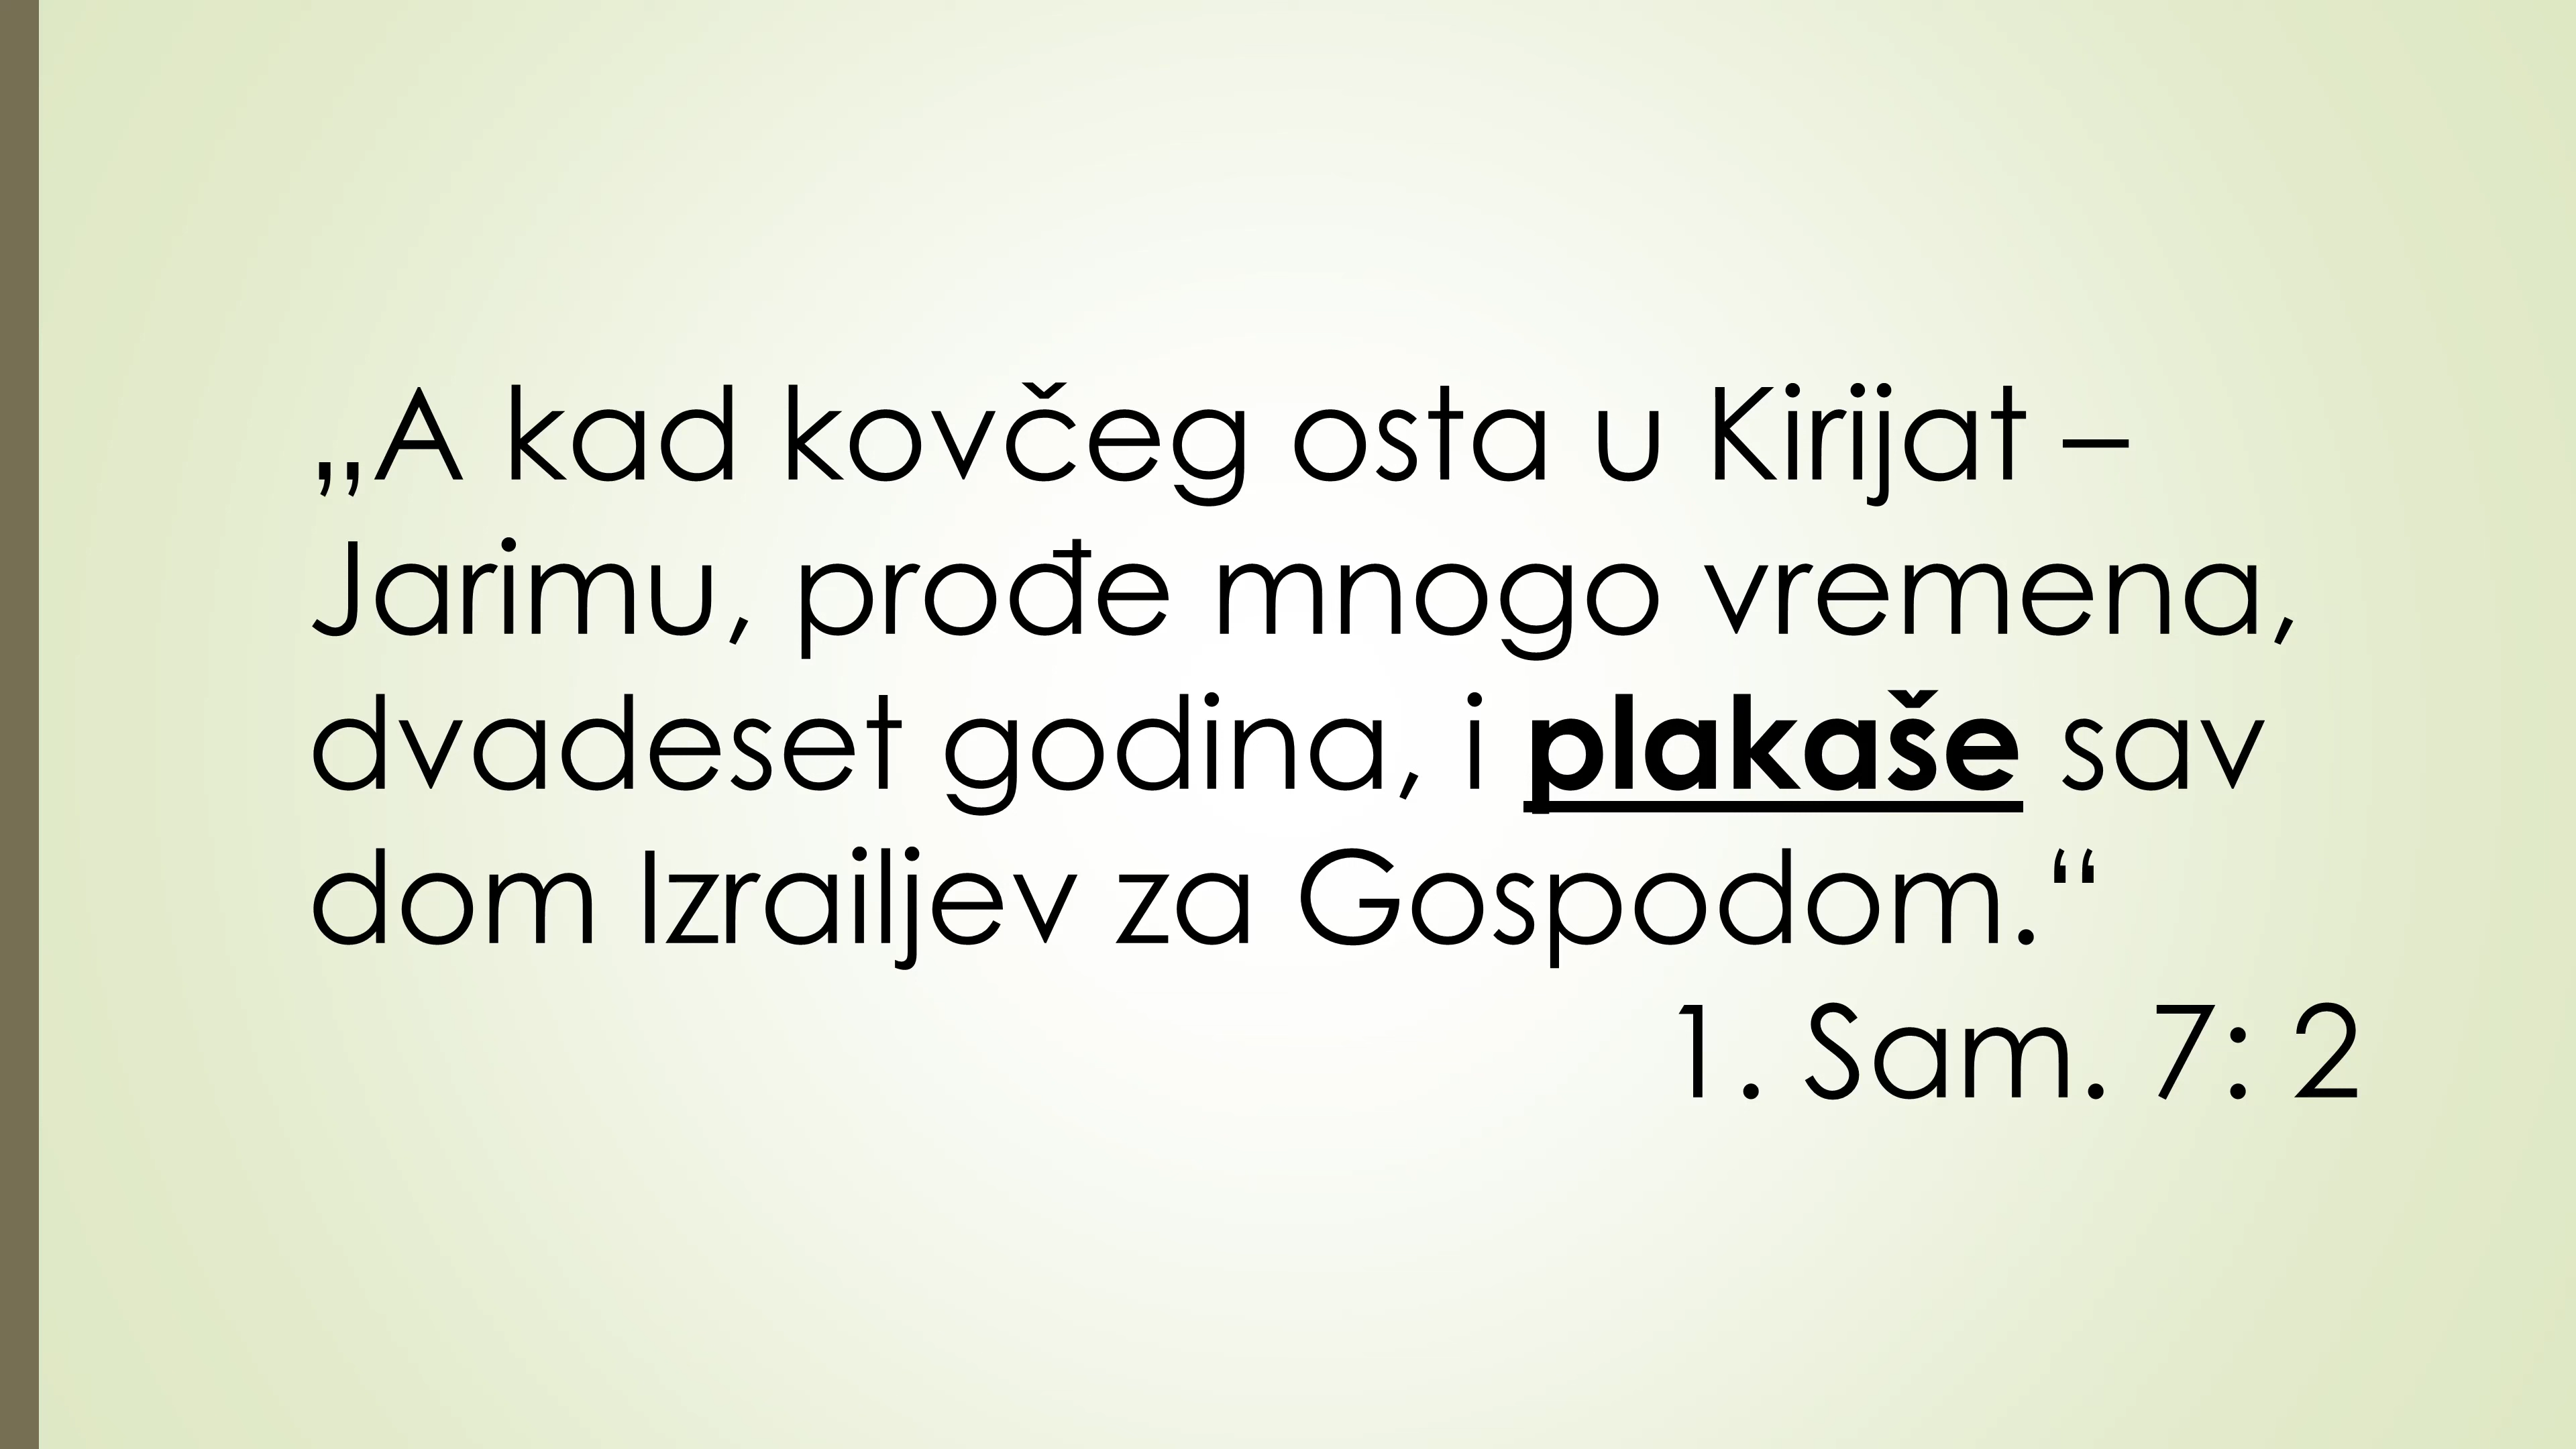 „A kad kovčeg osta u Kirijat –
Jarimu, prođe mnogo vremena,
dvadeset godina, i plakaše sav
dom Izrailjev za Gospodom.“
1. Sam. 7: 2